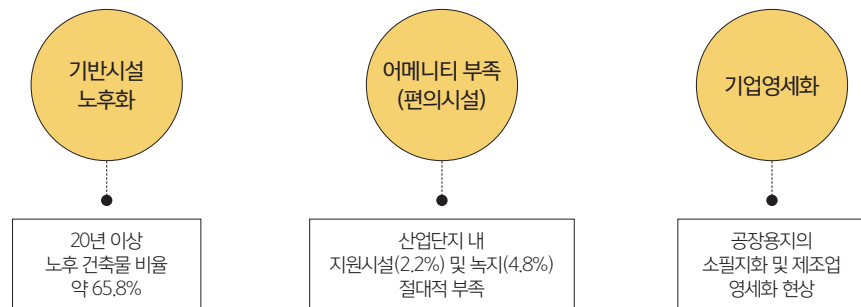 기반시설
노후화
어메니티 부족
(편의시설)
기업영세화
20년 이상
노후 건축물 비율
약 65.8%
산업단지 내
지원시설(2.2%) 및 녹지(4.8%)
절대적 부족
공장용지의
소필지화 및 제조업
영세화 현상